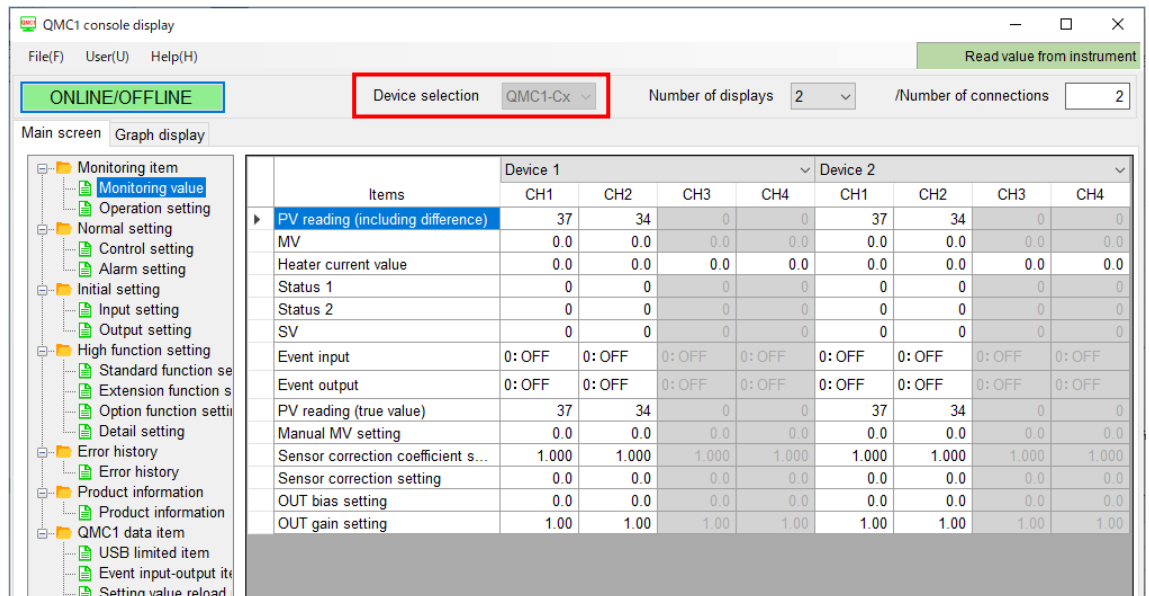 QMC1 console display
File(F) User(U) Help(H) Read value from instrument
ONLINE/OFFLINE Device selection QMC1-Cx Number of displays 2 /Number of connections 2
Main screen Graph display
Monitoring item
Monitoring value
Operation setting
Normal setting
Control setting
Alarm setting
Initial setting
Input setting
Output setting
High function setting
Standard function se
Extension function s
Option function settin
Detail setting
Error history
Error history
Product information
Product information
QMC1 data item
USB limited item
Event input-output ite
Setting value reload
Device 1 Device 2
Items CH1 CH2 CH3 CH4 CH1 CH2 CH3 CH4
PV reading (including difference) 37 34 0 0 37 34 0 0
MV 0.0 0.0 0.0 0.0 0.0 0.0 0.0 0.0
Heater current value 0.0 0.0 0.0 0.0 0.0 0.0 0.0 0.0
Status 1 0 0 0 0 0 0 0 0
Status 2 0 0 0 0 0 0 0 0
SV 0 0 0 0 0 0 0 0
Event input 0: OFF 0: OFF 0: OFF 0: OFF 0: OFF 0: OFF 0: OFF 0: OFF
Event output 0: OFF 0: OFF 0: OFF 0: OFF 0: OFF 0: OFF 0: OFF 0: OFF
PV reading (true value) 37 34 0 0 37 34 0 0
Manual MV setting 0.0 0.0 0.0 0.0 0.0 0.0 0.0 0.0
Sensor correction coefficient s... 1.000 1.000 1.000 1.000 1.000 1.000 1.000 1.000
Sensor correction setting 0.0 0.0 0.0 0.0 0.0 0.0 0.0 0.0
OUT bias setting 0.0 0.0 0.0 0.0 0.0 0.0 0.0 0.0
OUT gain setting 1.00 1.00 1.00 1.00 1.00 1.00 1.00 1.00